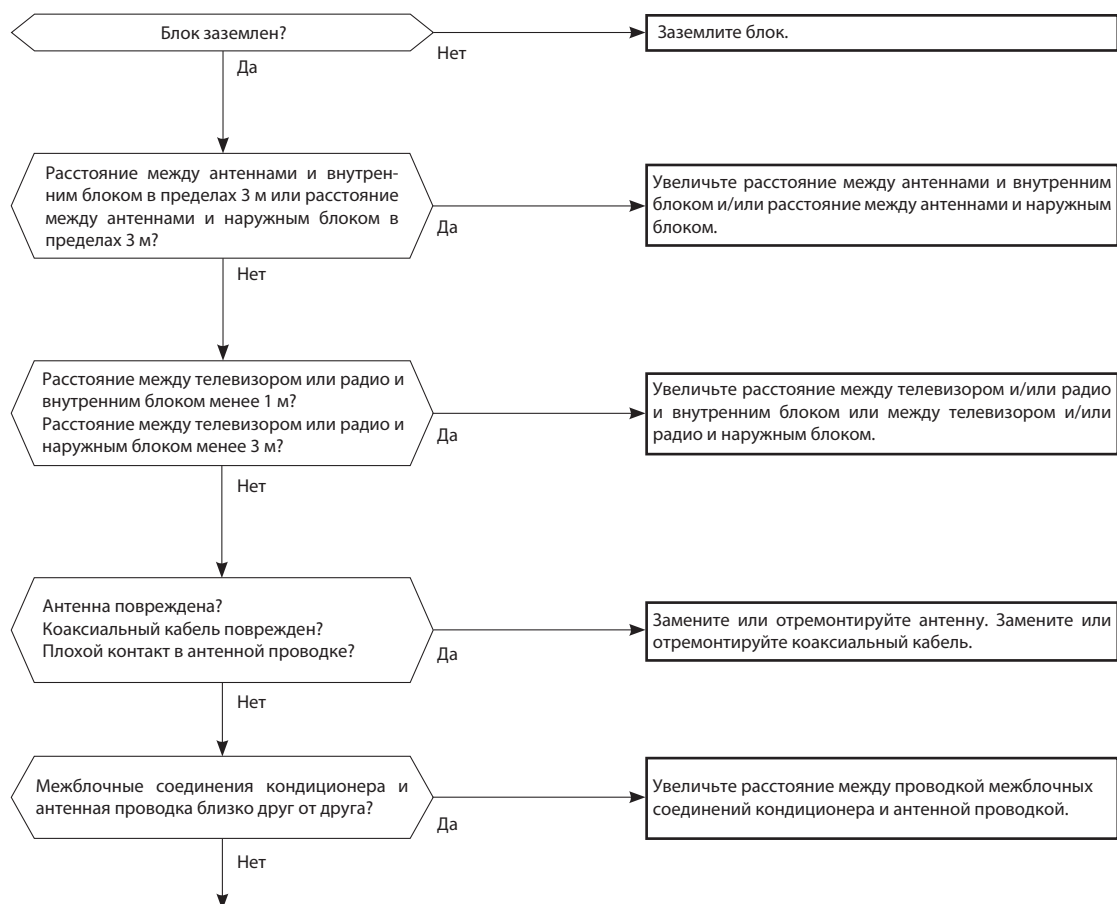 Блок заземлен?
Заземлите блок.
Нет
Да
Расстояние между антеннами и внутрен-
ним блоком в пределах 3 м или расстояние
между антеннами и наружным блоком в
пределах 3 м?
Увеличьте расстояние между антеннами и внутренним
блоком и/или расстояние между антеннами и наружным
блоком.
Да
Нет
Расстояние между телевизором или радио и
внутренним блоком менее 1 м?
Расстояние между телевизором или радио и
наружным блоком менее 3 м?
Увеличьте расстояние между телевизором и/или радио
и внутренним блоком или между телевизором и/или
радио и наружным блоком.
Да
Нет
Антенна повреждена?
Коаксиальный кабель поврежден?
Плохой контакт в антенной проводке?
Замените или отремонтируйте антенну. Замените или
отремонтируйте коаксиальный кабель.
Да
Нет
Межблочные соединения кондиционера и
антенная проводка близко друг от друга?
Увеличьте расстояние между проводкой межблочных
соединений кондиционера и антенной проводкой.
Да
Нет